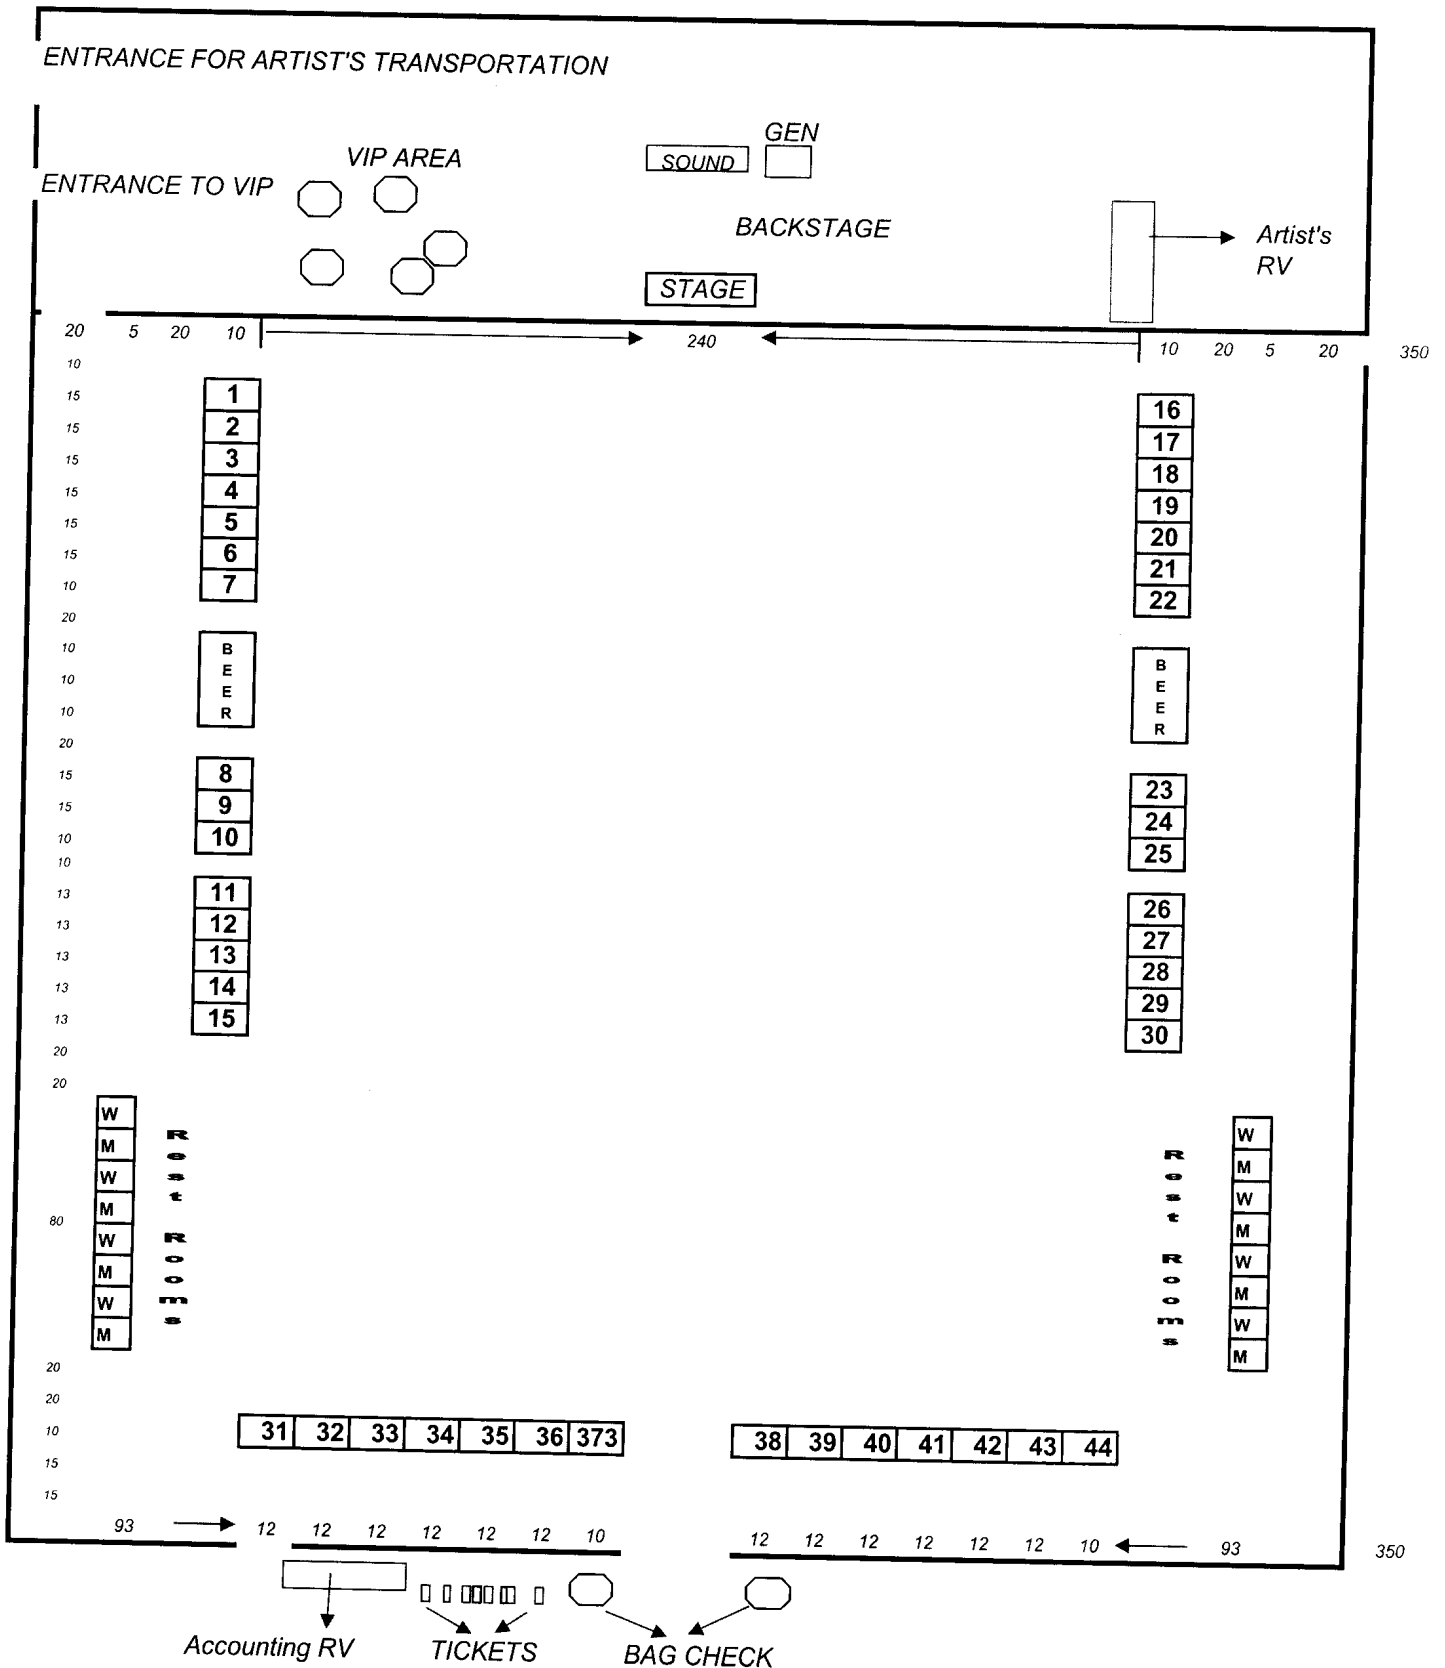 ENTRANCE FOR ARTIST'S TRANSPORTATION
GEN
VIP AREA
SOUND
ENTRANCE TO VIP
BACKSTAGE
Artist's
RV
STAGE
20 5 20 10 240 10 20 5 20 350
10
15 1 16
15 2 17
15 3 18
15 4 19
15 5 20
15 6 21
10 7 22
20
10 B B
E E
10 E E
10 R R
20
15 8 23
15 9 24
10 10 25
10
13 11 26
13 12 27
13 13 28
13 14 29
13 15 30
20
20
W W
M M
W W
M M
80
W W
M M
W W
M M
Rest Rooms
Rest Rooms
20
20
10 31 32 33 34 35 36 373 38 39 40 41 42 43 44
15
15
93 12 12 12 12 12 12 10 12 12 12 12 12 12 10 93 350
Accounting RV TICKETS BAG CHECK